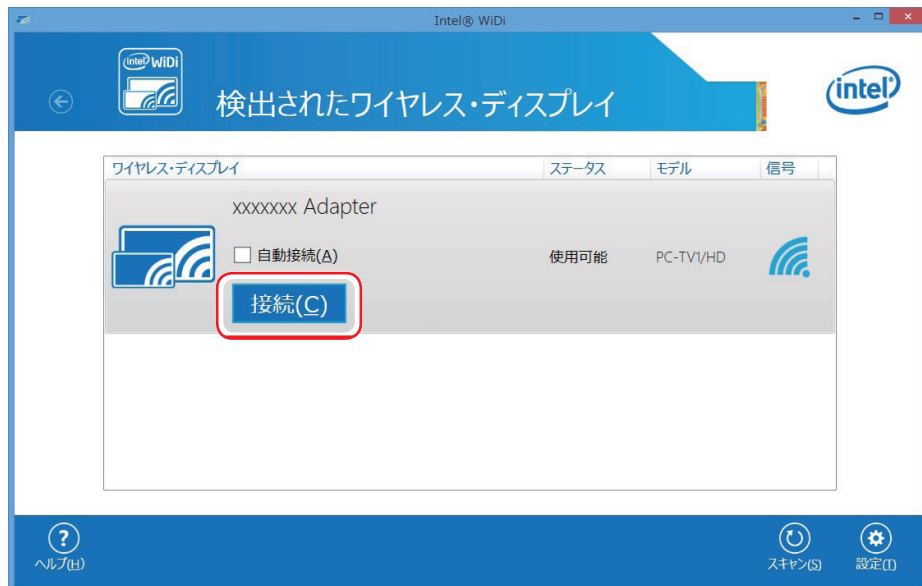 Intel® WiDi
intel WiDi
検出されたワイヤレス・ディスプレイ
intel
ワイヤレス・ディスプレイ ステータス モデル 信号
xxxxxxx Adapter
自動接続(A) 使用可能 PC-TV1/HD
接続(C)
?
ヘルプ(H) スキャン(S) 設定(T)